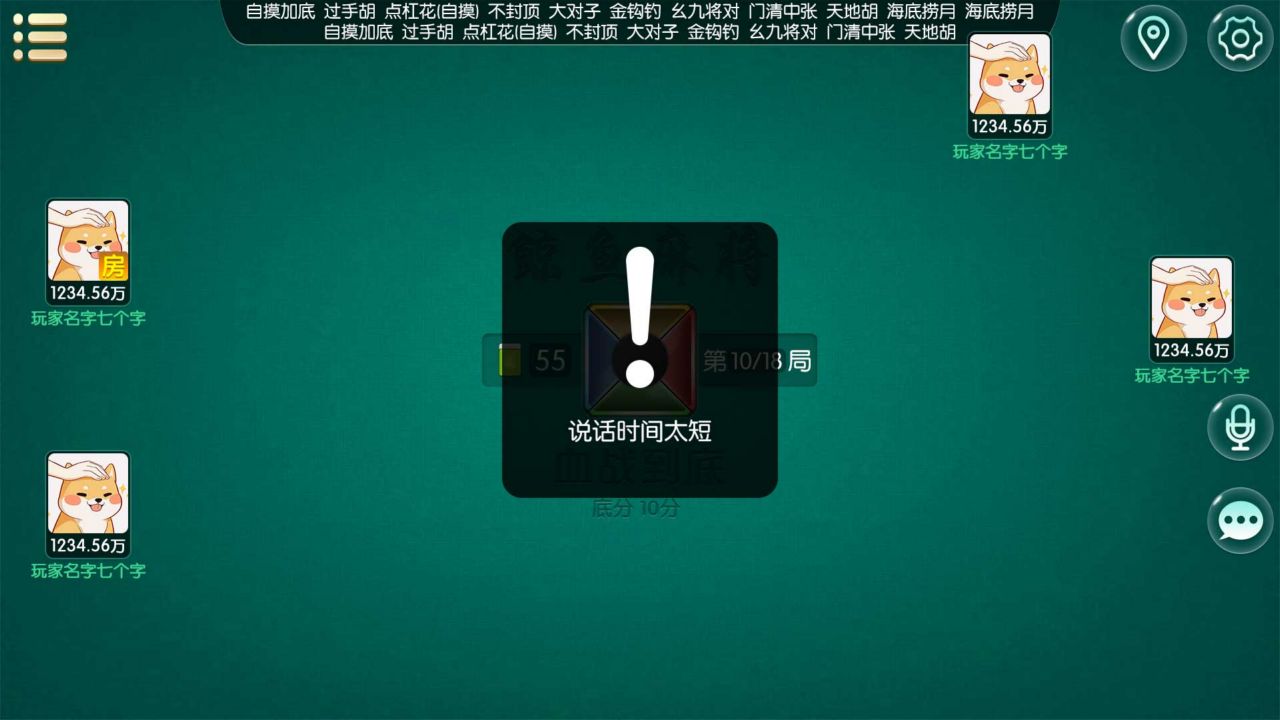 自摸加底 过手胡 点杠花(自摸) 不封顶 大对子 金钩钓 幺九将对 门清中张 天地胡 海底捞月 海底捞月
自摸加底 过手胡 点杠花(自摸) 不封顶 大对子 金钩钓 幺九将对 门清中张 天地胡
1234.56万
玩家名字七个字
房
1234.56万
玩家名字七个字
1234.56万
玩家名字七个字
55
第 10/18 局
说话时间太短
血战到底
底分 10分
1234.56万
玩家名字七个字